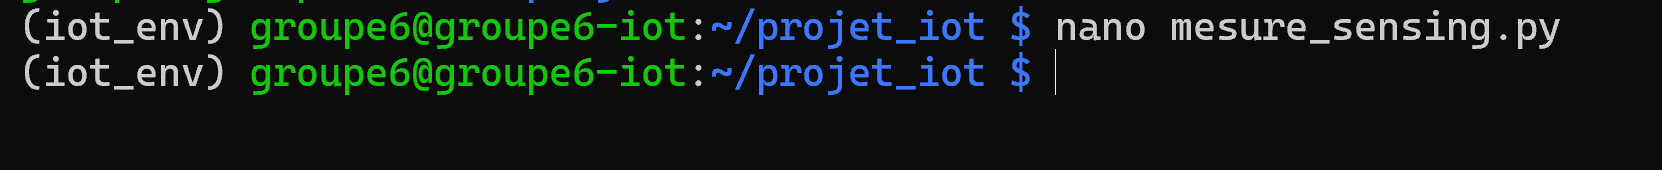 (iot_env) groupe6@groupe6-iot:~/projet_iot $ nano mesure_sensing.py
(iot_env) groupe6@groupe6-iot:~/projet_iot $